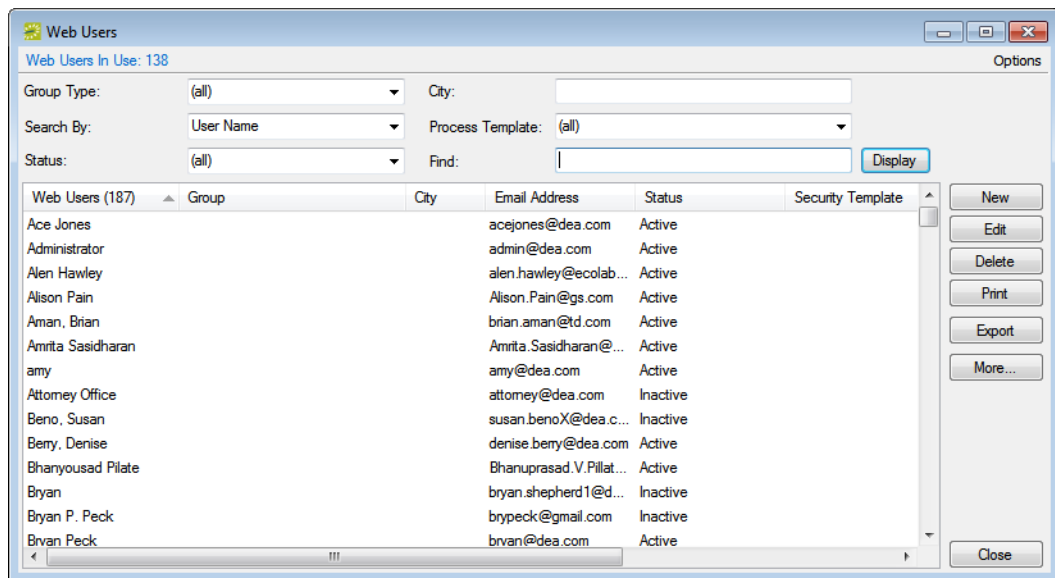 Web Users
Web Users In Use: 138 Options
Group Type: (all) City:
Search By: User Name Process Template: (all)
Status: (all) Find: Display
Web Users (187) Group City Email Address Status Security Template New
Ace Jones acejones@dea.com Active
Administrator admin@dea.com Active Edit
Alen Hawley alen.hawley@ecolab... Active Delete
Alison Pain Alison.Pain@gs.com Active Print
Aman, Brian brian.aman@td.com Active Export
Amrita Sasidharan Amrita.Sasidharan@... Active
amy amy@dea.com Active More...
Attorney Office attorney@dea.com Inactive
Beno, Susan susan.benoX@dea.c... Inactive
Berry, Denise denise.berry@dea.com Active
Bhanyousad Pilate Bhanuprasad.V.Pillat... Active
Bryan bryan.shepherd1@d... Inactive
Bryan P. Peck brypeck@gmail.com Inactive
Bryan Peck bryan@dea.com Active
Close